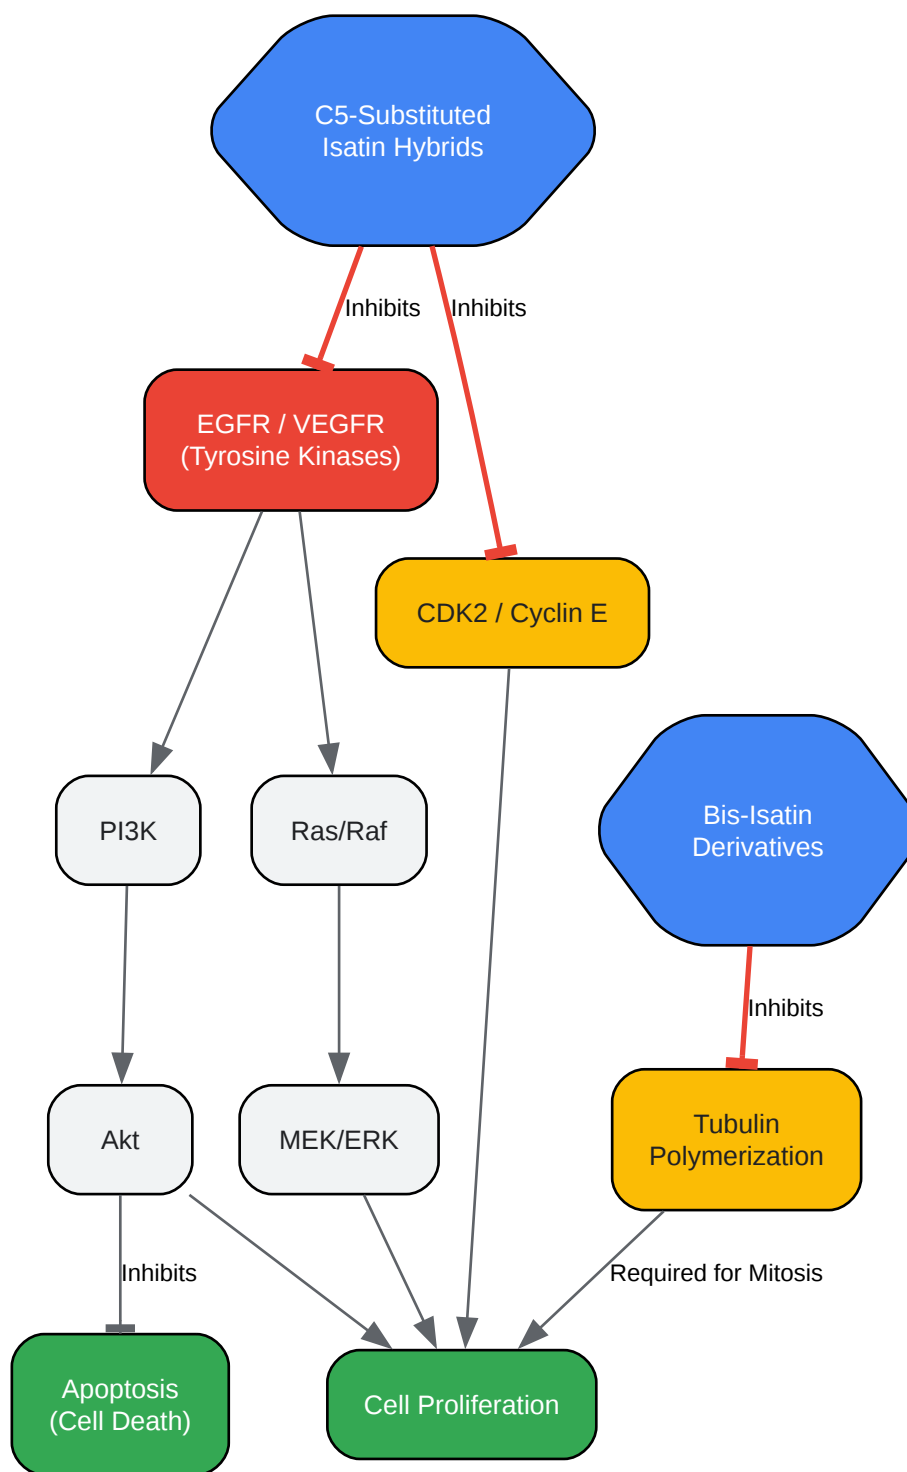 C5-Substituted
Isatin Hybrids
Inhibits
Inhibits
EGFR / VEGFR
(Tyrosine Kinases)
CDK2 / Cyclin E
PI3K
Ras/Raf
Bis-Isatin
Derivatives
Inhibits
Akt
MEK/ERK
Tubulin
Polymerization
Inhibits
Required for Mitosis
Apoptosis
(Cell Death)
Cell Proliferation